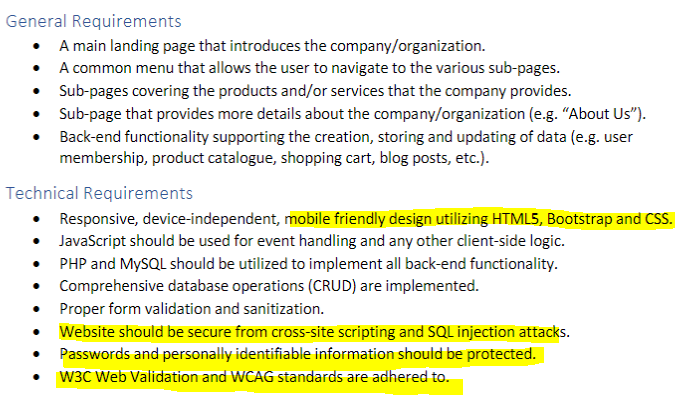 General Requirements
• A main landing page that introduces the company/organization.
• A common menu that allows the user to navigate to the various sub-pages.
• Sub-pages covering the products and/or services that the company provides.
• Sub-page that provides more details about the company/organization (e.g. “About Us”).
• Back-end functionality supporting the creation, storing and updating of data (e.g. user
membership, product catalogue, shopping cart, blog posts, etc.).
Technical Requirements
• Responsive, device-independent, mobile friendly design utilizing HTML5, Bootstrap and CSS.
• JavaScript should be used for event handling and any other client-side logic.
• PHP and MySQL should be utilized to implement all back-end functionality.
• Comprehensive database operations (CRUD) are implemented.
• Proper form validation and sanitization.
• Website should be secure from cross-site scripting and SQL injection attacks.
• Passwords and personally identifiable information should be protected.
• W3C Web Validation and WCAG standards are adhered to.